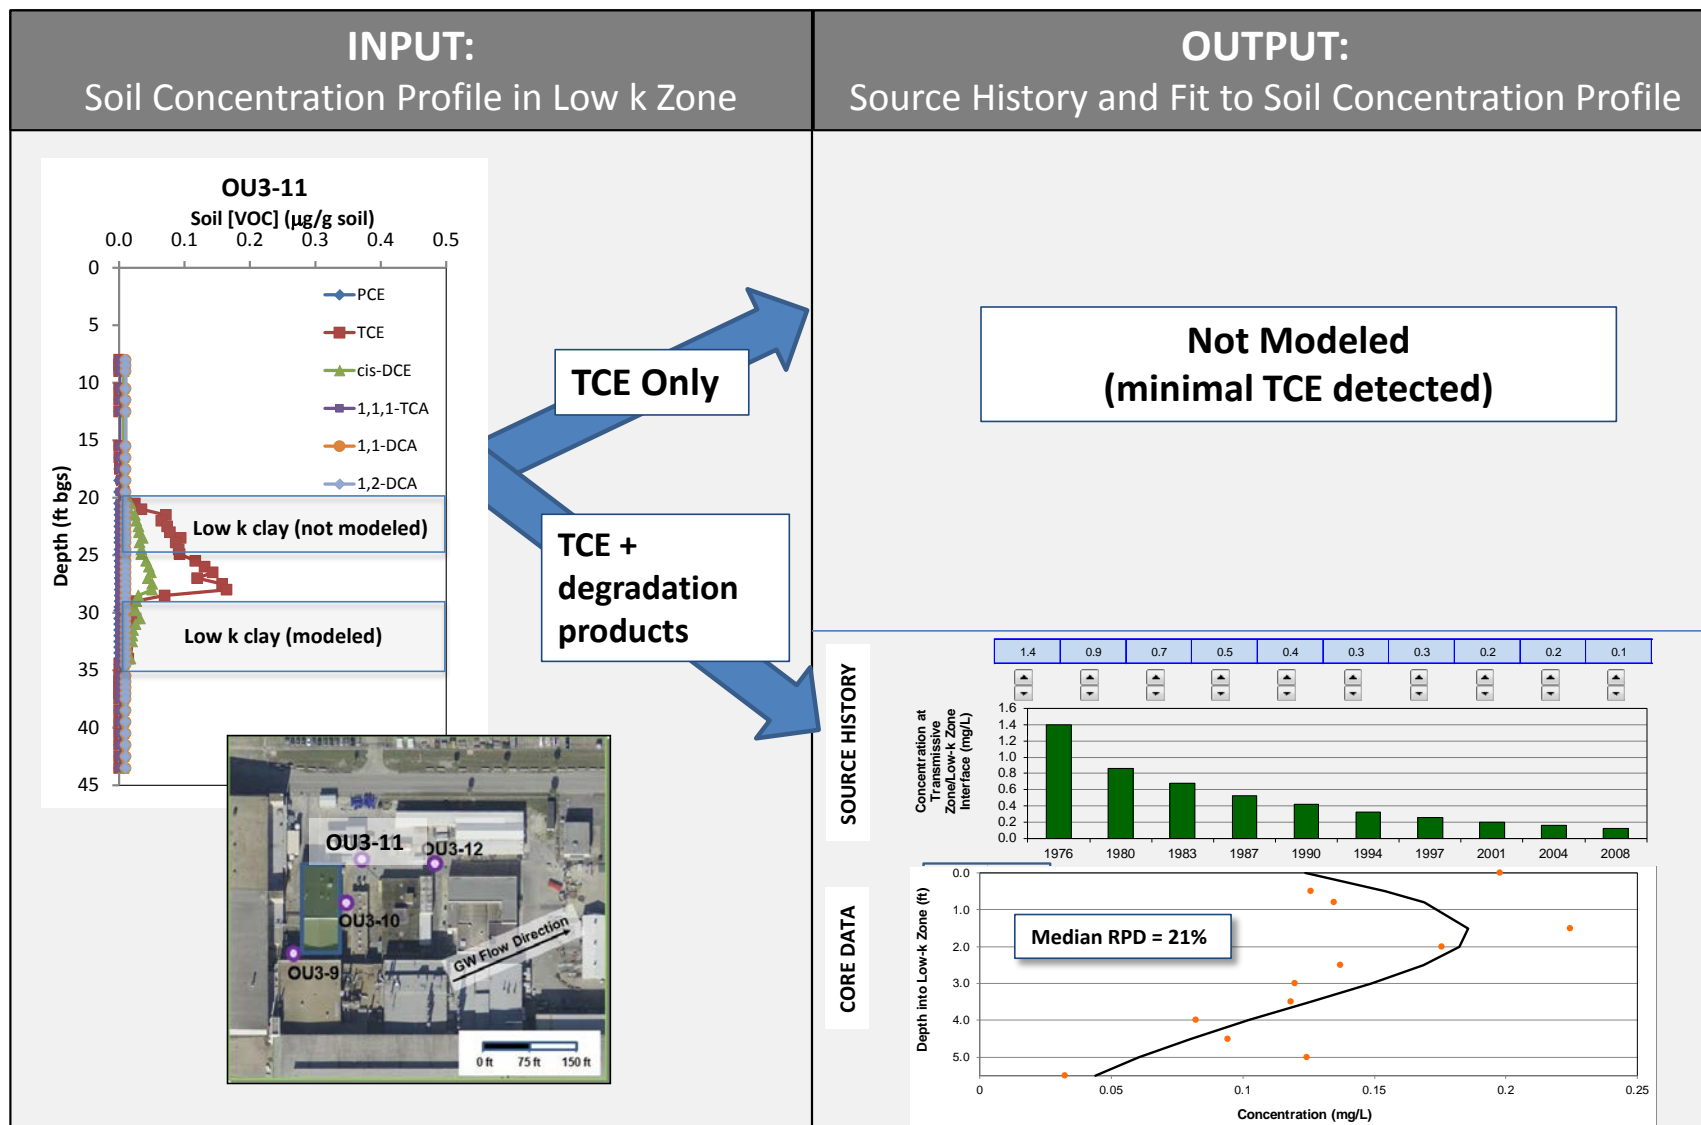 INPUT:
Soil Concentration Profile in Low k Zone
OUTPUT:
Source History and Fit to Soil Concentration Profile
OU3-11
Soil [VOC] (µg/g soil)
0.0 0.1 0.2 0.3 0.4 0.5
0
5
10
15
20
25
30
35
40
45
Depth (ft bgs)
PCE
TCE
cis-DCE
1,1,1-TCA
1,1-DCA
1,2-DCA
Low k clay (not modeled)
Low k clay (modeled)
TCE Only
TCE +
degradation
products
Not Modeled
(minimal TCE detected)
OU3-11
OU3-12
OU3-10
OU3-9
GW Flow Direction
0 ft 75 ft 150 ft
SOURCE HISTORY
1.4 0.9 0.7 0.5 0.4 0.3 0.3 0.2 0.2 0.1
Concentration at
Transmissive
Zone/Low-k Zone
Interface (mg/L)
1.6
1.4
1.2
1.0
0.8
0.6
0.4
0.2
0.0
1976 1980 1983 1987 1990 1994 1997 2001 2004 2008
CORE DATA
Depth into Low-k Zone (ft)
0.0
1.0
2.0
3.0
4.0
5.0
Median RPD = 21%
0 0.05 0.1 0.15 0.2 0.25
Concentration (mg/L)